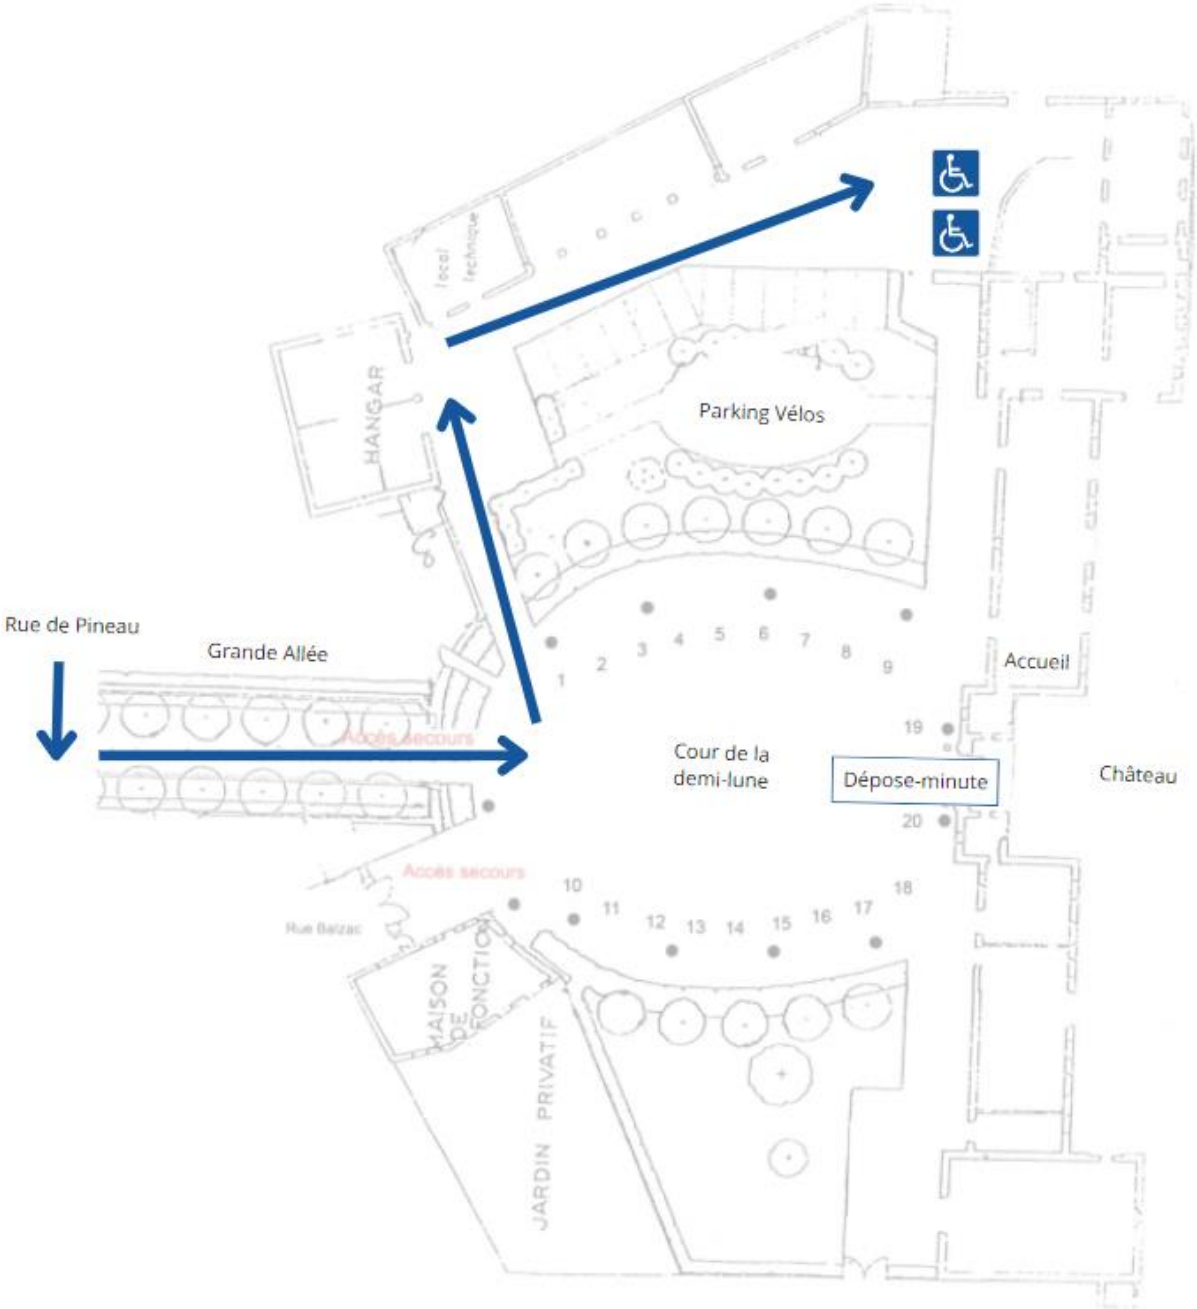 local
technique
HANGAR
Parking Vélos
Rue de Pineau
Grande Allée
Accès secours
1 2 3 4 5 6 7 8 9
Accueil
19
Cour de la
demi-lune
Dépose-minute
Château
20
Accès secours
10 11 12 13 14 15 16 17 18
Rue Balzac
MAISON
DE
FONCTION
JARDIN PRIVATIF